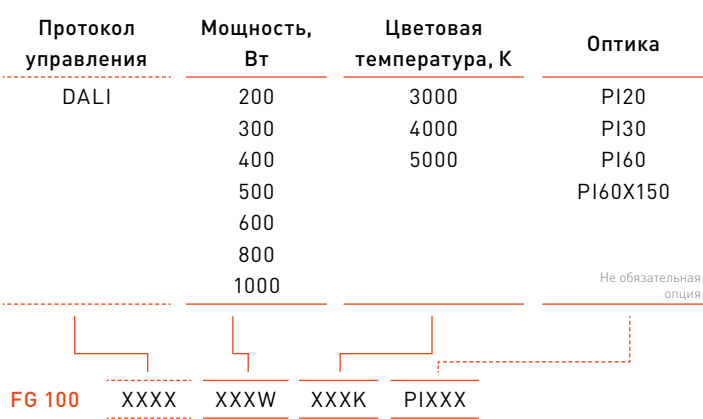 Протокол управления
Мощность, Вт
Цветовая температура, К
Оптика
DALI 200 3000 PI20
300 4000 PI30
400 5000 PI60
500 PI60X150
600
800
1000
Не обязательная опция
FG 100 XXXX XXXW XXXK PIXXX